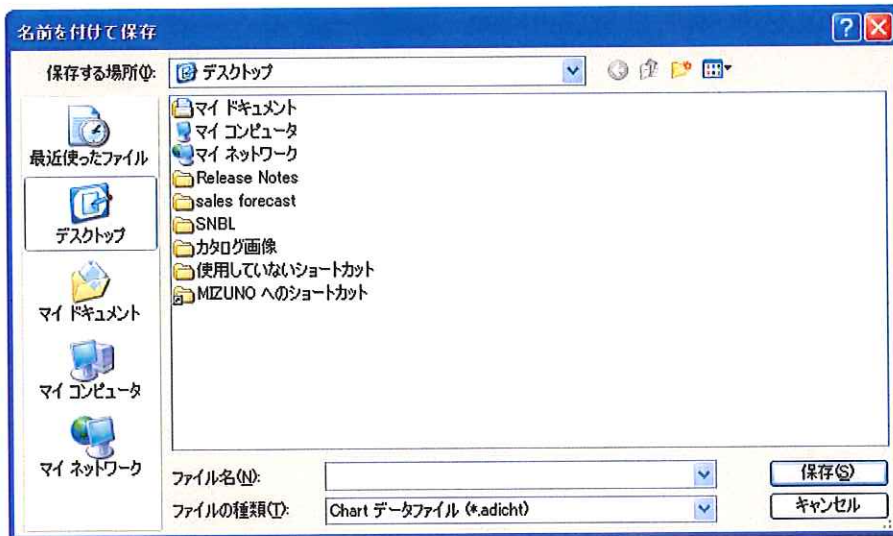 名前を付けて保存
保存する場所(I):
デスクトップ
最近使ったファイル
デスクトップ
マイ ドキュメント
マイ コンピュータ
マイ ネットワーク
マイ ドキュメント
マイ コンピュータ
マイ ネットワーク
Release Notes
sales forecast
SNBL
カタログ画像
使用していないショートカット
MIZUNO へのショートカット
ファイル名(N):
保存(S)
ファイルの種類(T):
Chart データファイル (*.adicht)
キャンセル